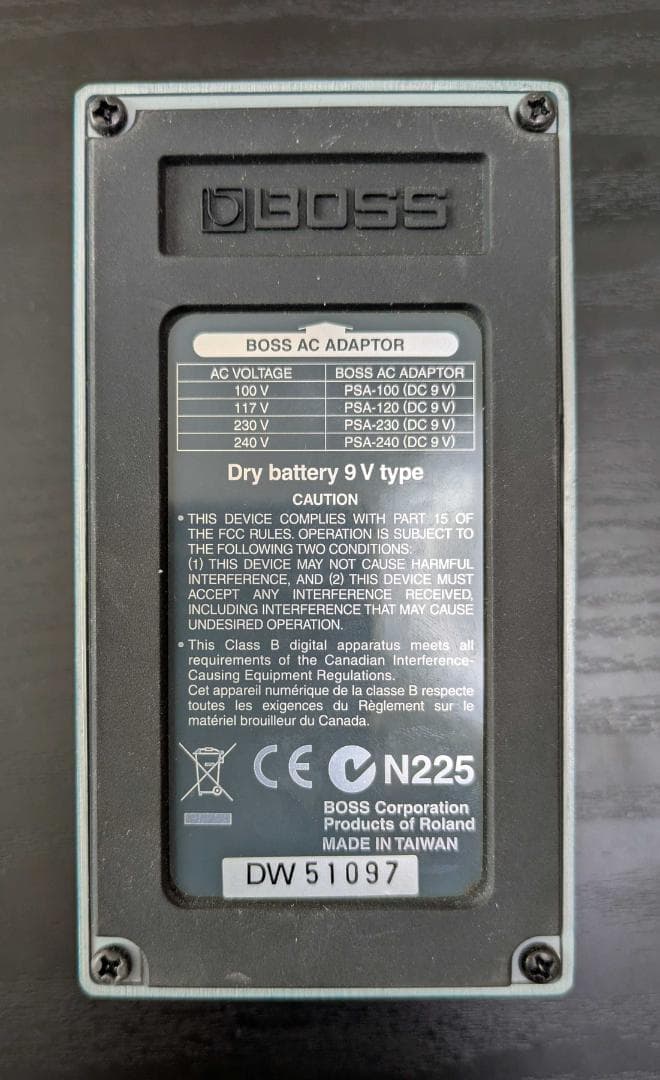 BOSS
BOSS AC ADAPTOR
AC VOLTAGE BOSS AC ADAPTOR
100 V PSA-100 (DC 9 V)
117 V PSA-120 (DC 9 V)
230 V PSA-230 (DC 9 V)
240 V PSA-240 (DC 9 V)
Dry battery 9 V type
CAUTION
• THIS DEVICE COMPLIES WITH PART 15 OF
THE FCC RULES. OPERATION IS SUBJECT TO
THE FOLLOWING TWO CONDITIONS:
(1) THIS DEVICE MAY NOT CAUSE HARMFUL
INTERFERENCE, AND (2) THIS DEVICE MUST
ACCEPT ANY INTERFERENCE RECEIVED,
INCLUDING INTERFERENCE THAT MAY CAUSE
UNDESIRED OPERATION.
• This Class B digital apparatus meets all
requirements of the Canadian Interference-
Causing Equipment Regulations.
Cet appareil numérique de la classe B respecte
toutes les exigences du Règlement sur le
matériel brouilleur du Canada.
CE N225
BOSS Corporation
Products of Roland
MADE IN TAIWAN
DW 51097